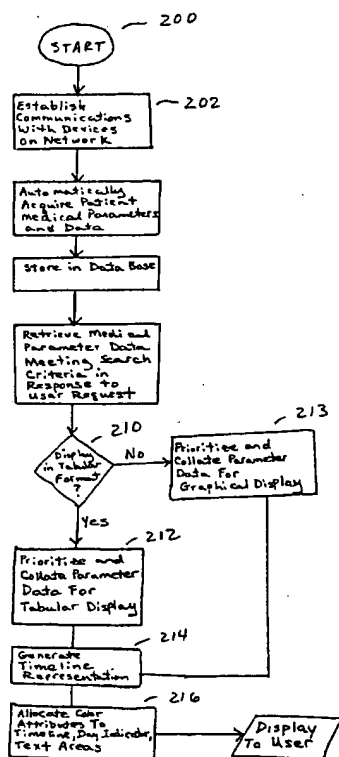 200
START
202
Establish
Communications
With Devices
on Network
Automatically
Acquire Patient
Medical Parameters
and Data
Store in Data Base
Retrieve Medical
Parameter Data
Meeting Search
Criteria in
Response to
User Request
210
Display
in Tabular
Format
?
No
213
Prioritize and
Collate Parameter
Data For
Graphical Display
Yes
212
Prioritize and
Collate Parameter
Data For
Tabular Display
214
Generate
Timeline
Representation
216
Allocate Color
Attributes To
Timeline, Day Indicator,
Text Areas
Display
To User